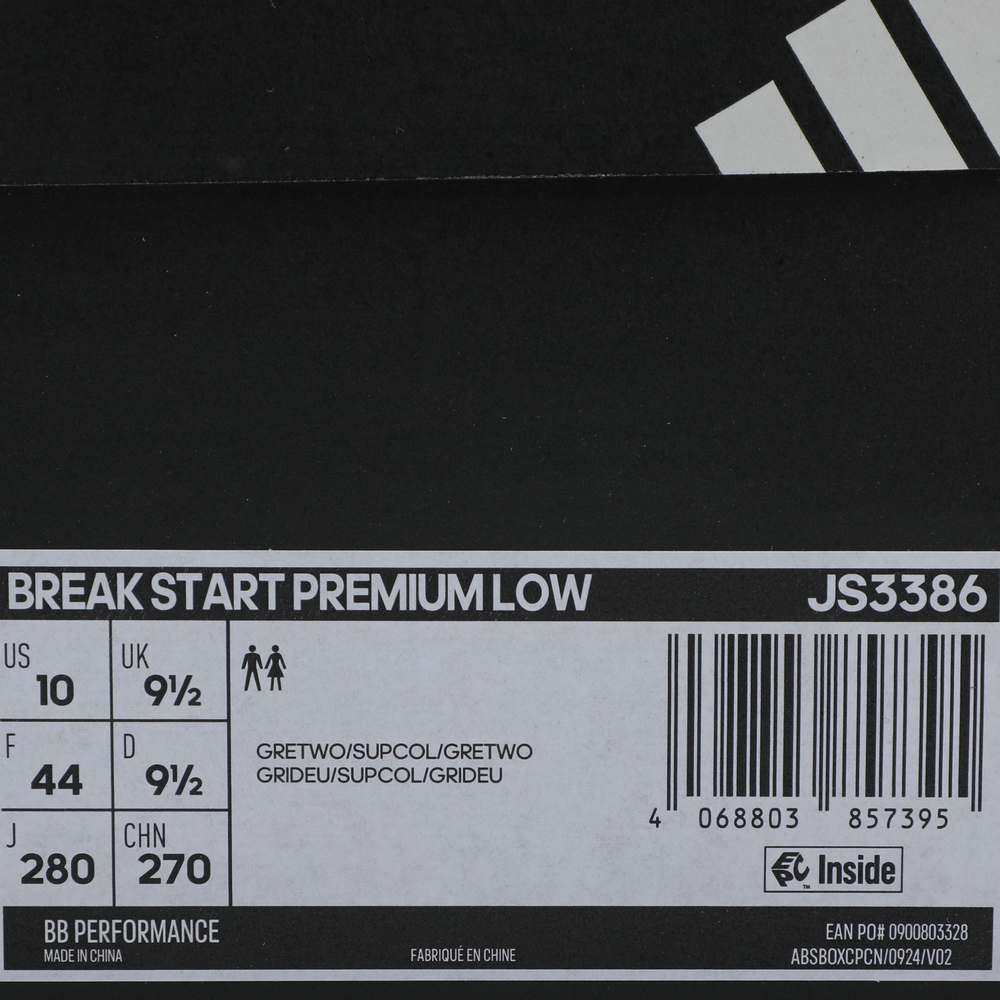 BREAK START PREMIUM LOW JS3386
US 10 UK 9½
F 44 D 9½
J 280 CHN 270
GRETWO/SUPCOL/GRETWO
GRIDEU/SUPCOL/GRIDEU
4 068803 857395
EPC Inside
™
BB PERFORMANCE
MADE IN CHINA
FABRIQUÉ EN CHINE
EAN PO# 0900803328
ABSBOXCPCN/0924/V02